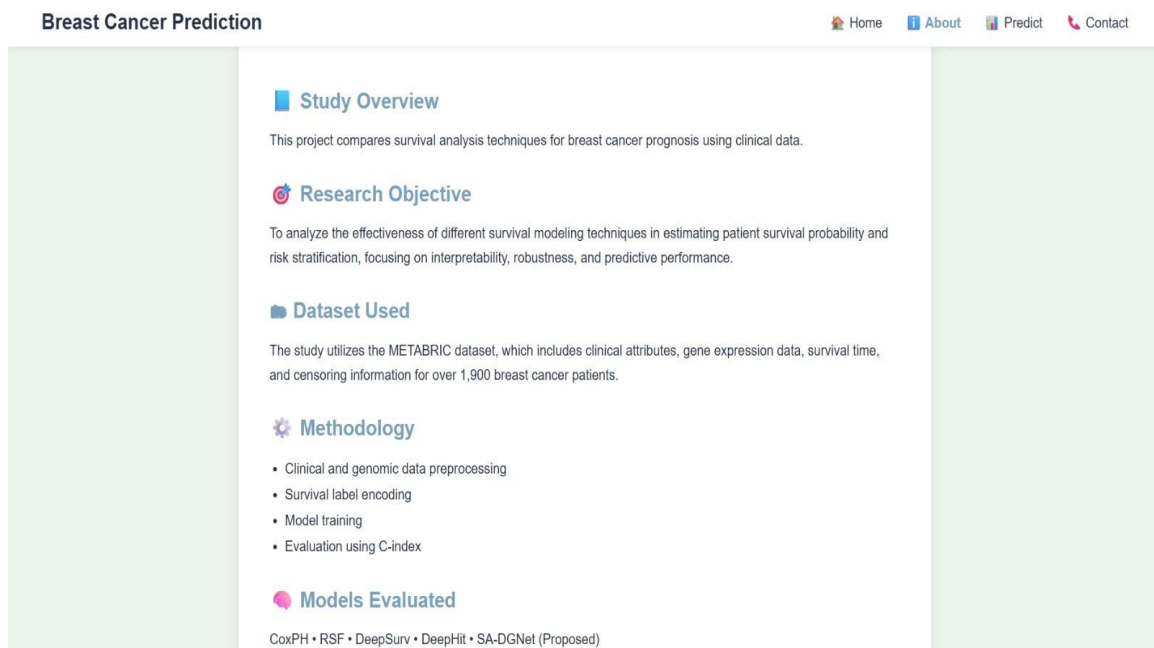 Breast Cancer Prediction
Home
About
Predict
Contact
Study Overview
This project compares survival analysis techniques for breast cancer prognosis using clinical data.
Research Objective
To analyze the effectiveness of different survival modeling techniques in estimating patient survival probability and
risk stratification, focusing on interpretability, robustness, and predictive performance.
Dataset Used
The study utilizes the METABRIC dataset, which includes clinical attributes, gene expression data, survival time,
and censoring information for over 1,900 breast cancer patients.
Methodology
• Clinical and genomic data preprocessing
• Survival label encoding
• Model training
• Evaluation using C-index
Models Evaluated
CoxPH • RSF • DeepSurv • DeepHit • SA-DGNet (Proposed)